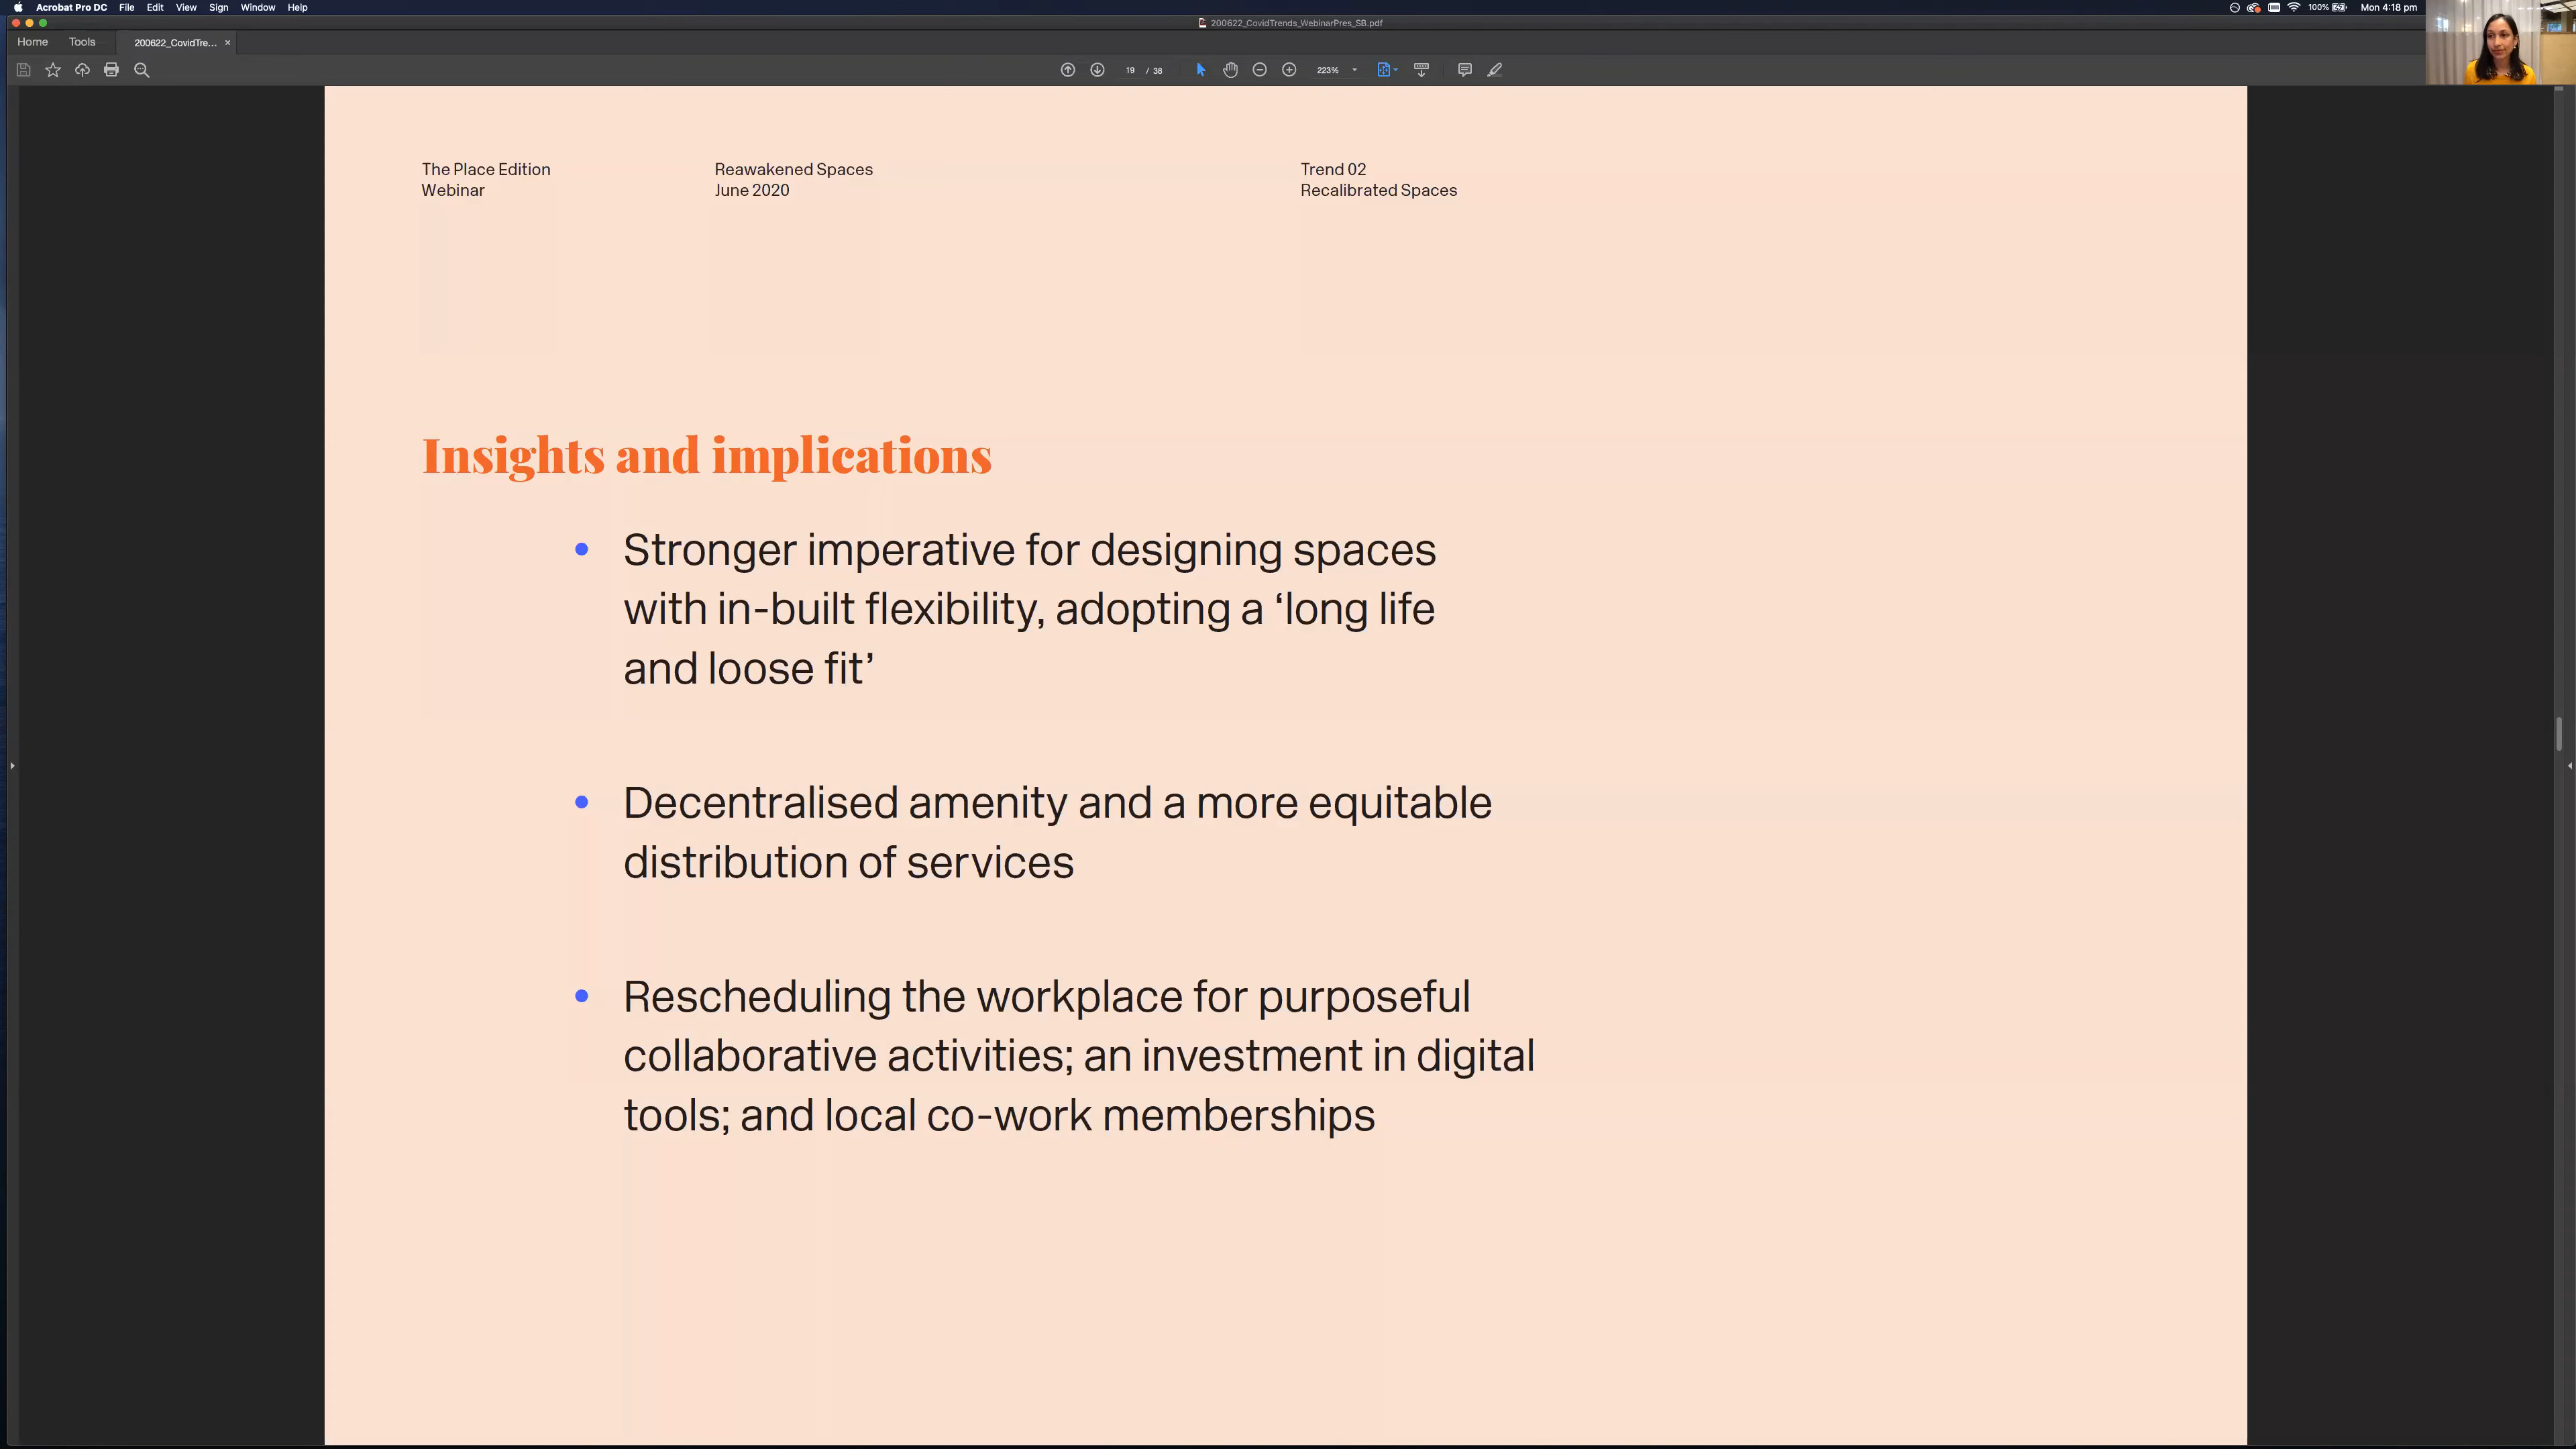 Acrobat Pro DC File Edit View Sign Window Help
100% Mon 4:18 pm
200622_CovidTrends_WebinarPres_SB.pdf
Home Tools 200622_CovidTre... ×
19 / 38 223%
The Place Edition
Webinar
Reawakened Spaces
June 2020
Trend 02
Recalibrated Spaces
Insights and implications
• Stronger imperative for designing spaces
with in-built flexibility, adopting a ‘long life
and loose fit’
• Decentralised amenity and a more equitable
distribution of services
• Rescheduling the workplace for purposeful
collaborative activities; an investment in digital
tools; and local co-work memberships